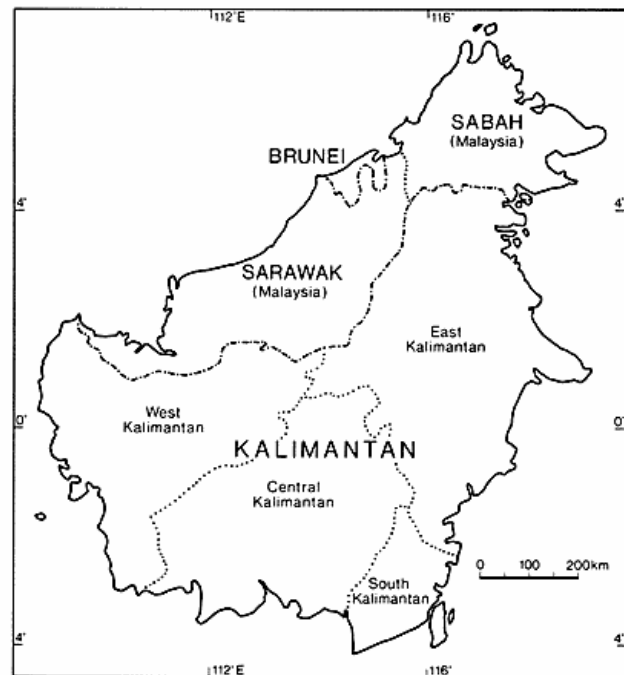 112°E
116°
SABAH
(Malaysia)
BRUNEI
4°
4°
SARAWAK
(Malaysia)
East
Kalimantan
West
Kalimantan
0°
0°
KALIMANTAN
Central
Kalimantan
0 100 200km
South
Kalimantan
4°
4°
112°E
116°